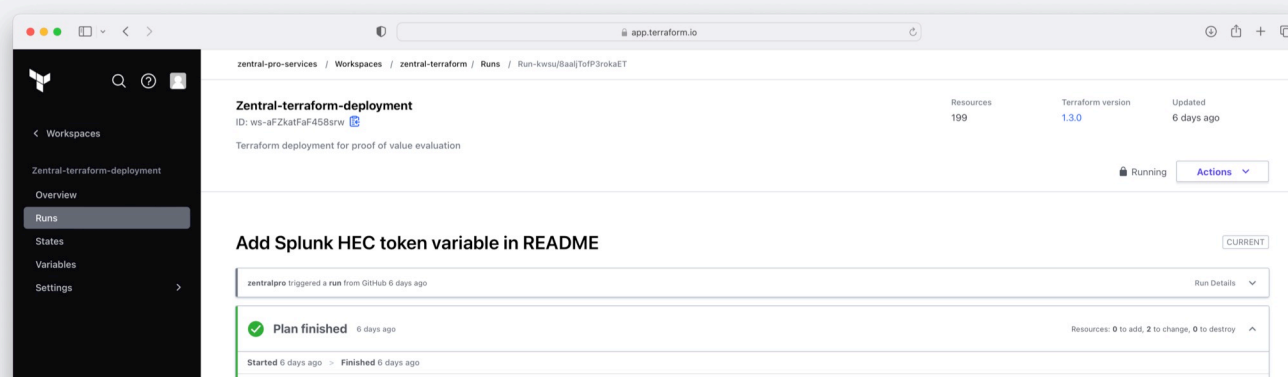 app.terraform.io
zentral-pro-services / Workspaces / zentral-terraform / Runs / Run-kwsu/8aaljTofP3rokaET
Zentral-terraform-deployment
ID: ws-aFZkatFaF458srw
Terraform deployment for proof of value evaluation
Resources
199
Terraform version
1.3.0
Updated
6 days ago
Running
Actions
Workspaces
Zentral-terraform-deployment
Overview
Runs
States
Variables
Settings
Add Splunk HEC token variable in README
CURRENT
zentralpro triggered a run from GitHub 6 days ago
Run Details
Plan finished 6 days ago
Resources: 0 to add, 2 to change, 0 to destroy
Started 6 days ago > Finished 6 days ago